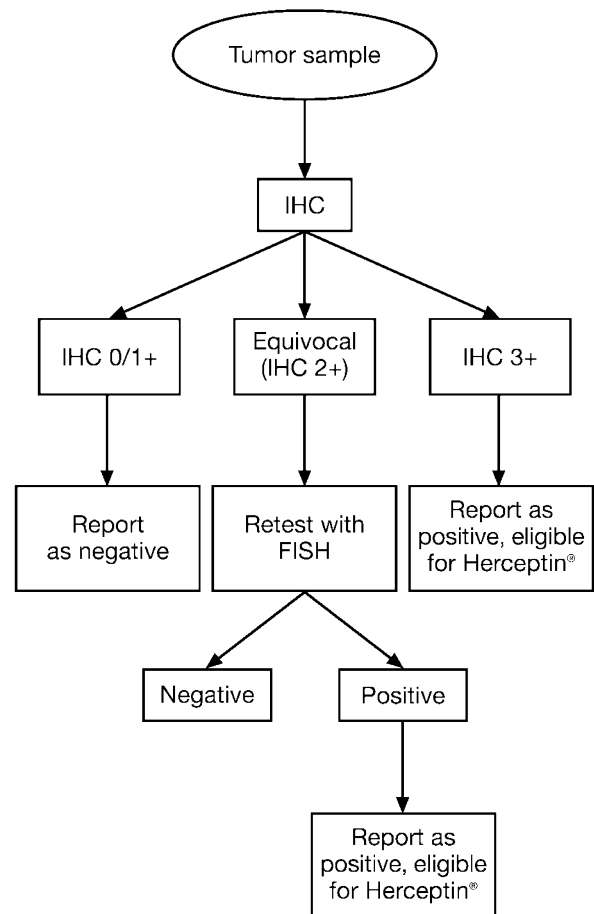 Tumor sample
IHC
IHC 0/1+
Equivocal
(IHC 2+)
IHC 3+
Report
as negative
Retest with
FISH
Report as
positive, eligible
for Herceptin®
Negative
Positive
Report as
positive, eligible
for Herceptin®